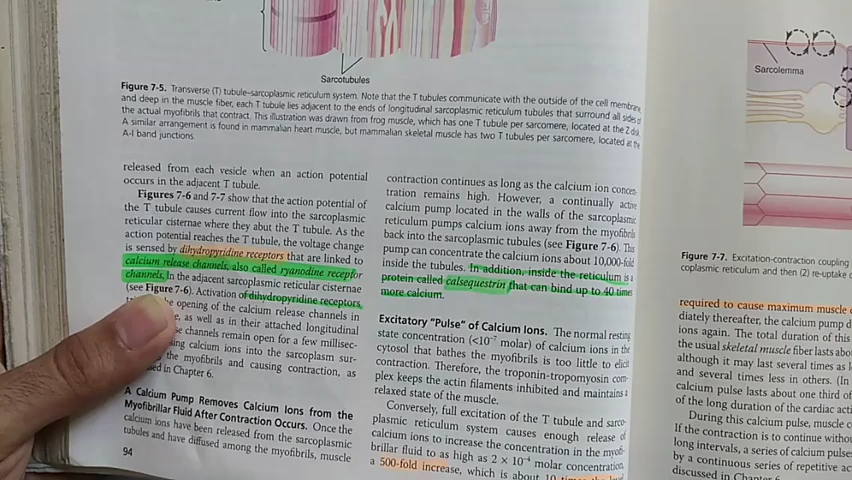 Sarcotubules
Figure 7-5. Transverse (T) tubule–sarcoplasmic reticulum system. Note that the T tubules communicate with the outside of the cell membrane
and deep in the muscle fiber, each T tubule lies adjacent to the ends of longitudinal sarcoplasmic reticulum tubules that surround all sides of
the actual myofibrils that contract. This illustration was drawn from frog muscle, which has one T tubule per sarcomere, located at the Z disk.
A similar arrangement is found in mammalian heart muscle, but mammalian skeletal muscle has two T tubules per sarcomere, located at the
A-I band junctions.
released from each vesicle when an action potential
occurs in the adjacent T tubule.
Figures 7-6 and 7-7 show that the action potential of
the T tubule causes current flow into the sarcoplasmic
reticular cisternae where they abut the T tubule. As the
action potential reaches the T tubule, the voltage change
is sensed by dihydropyridine receptors that are linked to
calcium release channels, also called ryanodine receptor
channels, In the adjacent sarcoplasmic reticular cisternae
(see Figure 7-6). Activation of dihydropyridine receptors
opening of the calcium release channels in
, as well as in their attached longitudinal
channels remain open for a few millisec-
calcium ions into the sarcoplasm sur-
the myofibrils and causing contraction, as
in Chapter 6.
A Calcium Pump Removes Calcium Ions from the
Myofibrillar Fluid After Contraction Occurs. Once the
calcium ions have been released from the sarcoplasmic
tubules and have diffused among the myofibrils, muscle
94
contraction continues as long as the calcium ion concen-
tration remains high. However, a continually active
calcium pump located in the walls of the sarcoplasmic
reticulum pumps calcium ions away from the myofibrils
back into the sarcoplasmic tubules (see Figure 7-6). This
pump can concentrate the calcium ions about 10,000-fold
inside the tubules. In addition, inside the reticulum is a
protein called calsequestrin that can bind up to 40 times
more calcium.
Excitatory "Pulse" of Calcium Ions. The normal resting
state concentration (<10⁻⁷ molar) of calcium ions in the
cytosol that bathes the myofibrils is too little to elicit
contraction. Therefore, the troponin-tropomyosin com-
plex keeps the actin filaments inhibited and maintains a
relaxed state of the muscle.
Conversely, full excitation of the T tubule and sarco-
plasmic reticulum system causes enough release of
calcium ions to increase the concentration in the myofi-
brillar fluid to as high as 2 × 10⁻⁴ molar concentration,
a 500-fold increase, which is about 10 times the level
Sarcolemma
Figure 7-7. Excitation-contraction coupling
coplasmic reticulum and then (2) re-uptake
required to cause maximum muscle
diately thereafter, the calcium pump
ions again. The total duration of this
the usual skeletal muscle fiber lasts abo
although it may last several times as
and several times less in others. (In
calcium pulse lasts about one third of
of the long duration of the cardiac acti
During this calcium pulse, muscle
If the contraction is to continue witho
long intervals, a series of calcium pulses
by a continuous series of repetitive ac
discussed in Chapter 6